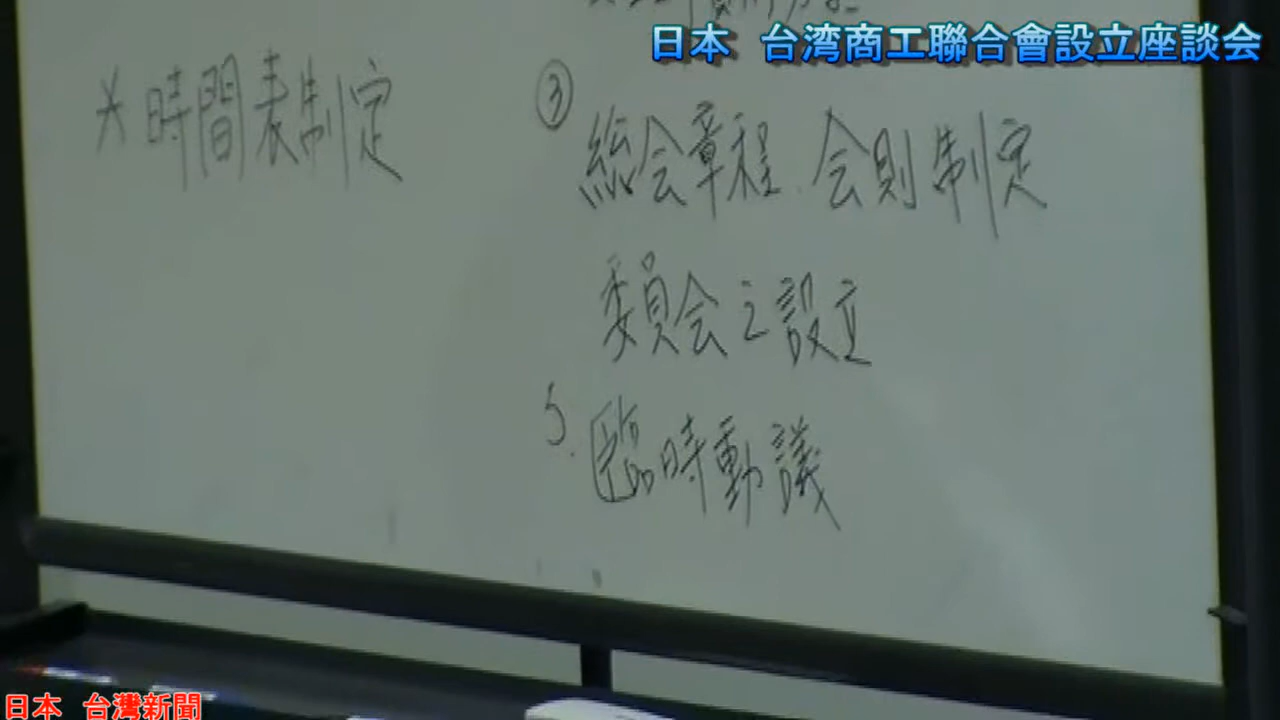 日本 台湾商工聯合會設立座談会
* 時間表制定
③
総会章程、会則制定
委員会之設立
5. 臨時動議
日本 台灣新聞